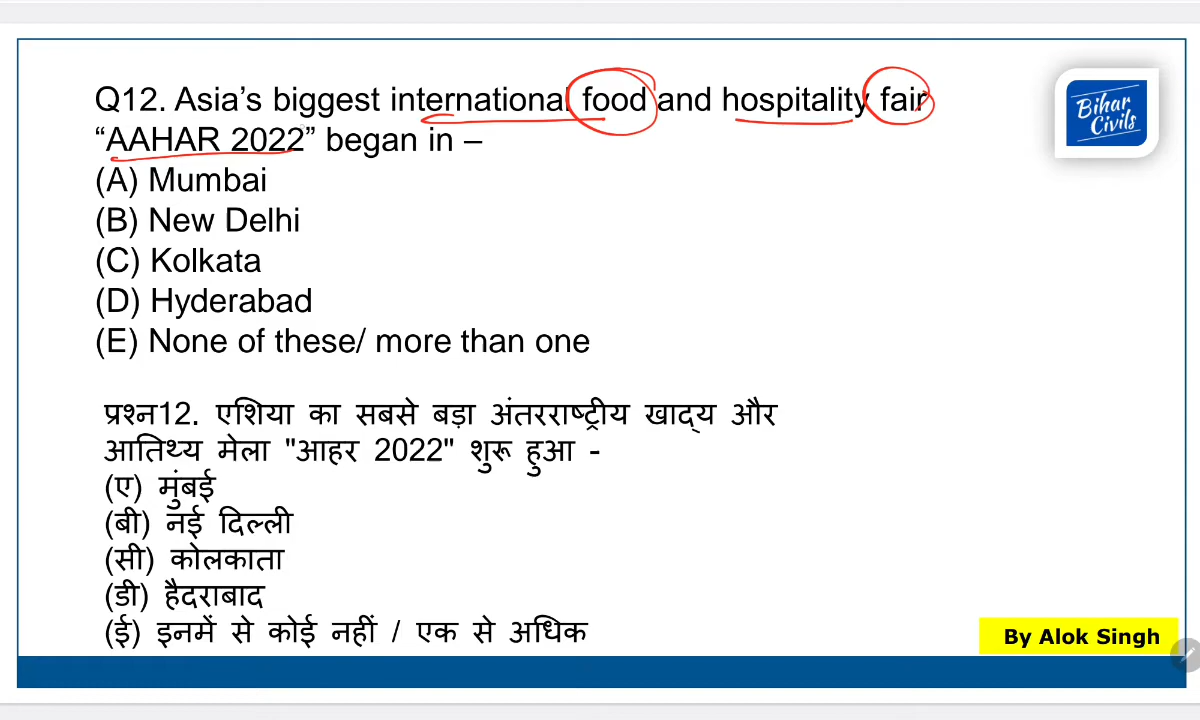 Q12. Asia’s biggest international food and hospitality fair
“AAHAR 2022” began in –
(A) Mumbai
(B) New Delhi
(C) Kolkata
(D) Hyderabad
(E) None of these/ more than one
प्रश्न12. एशिया का सबसे बड़ा अंतरराष्ट्रीय खाद्य और
आतिथ्य मेला "आहर 2022" शुरू हुआ -
(ए) मुंबई
(बी) नई दिल्ली
(सी) कोलकाता
(डी) हैदराबाद
(ई) इनमें से कोई नहीं / एक से अधिक
Bihar
Civils
By Alok Singh